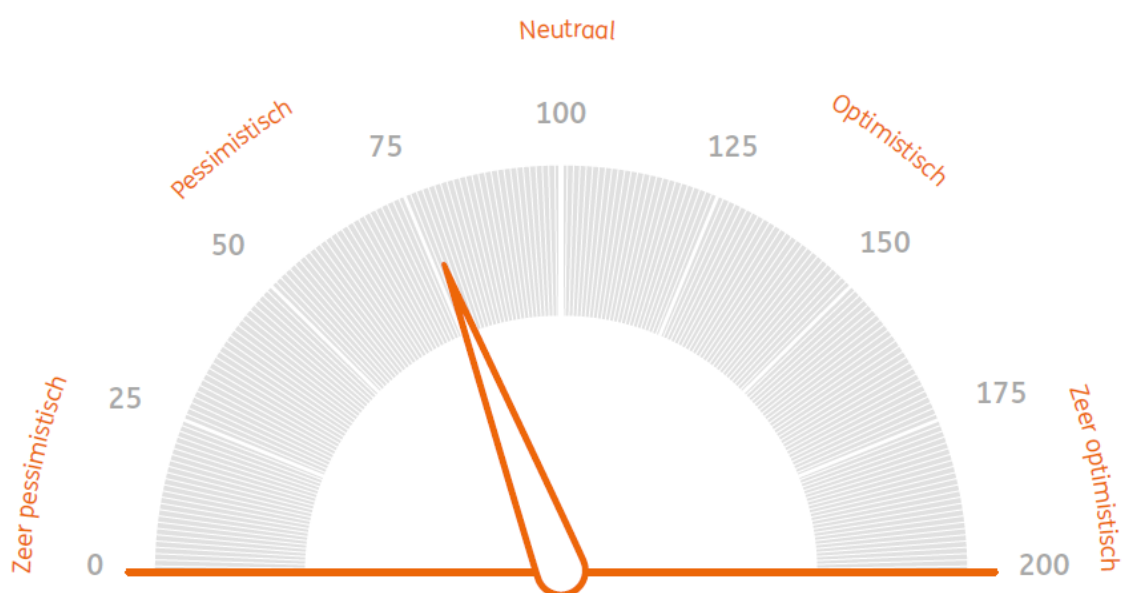 Neutraal
Pessimistisch
Optimistisch
Zeer pessimistisch
Zeer optimistisch
0
25
50
75
100
125
150
175
200